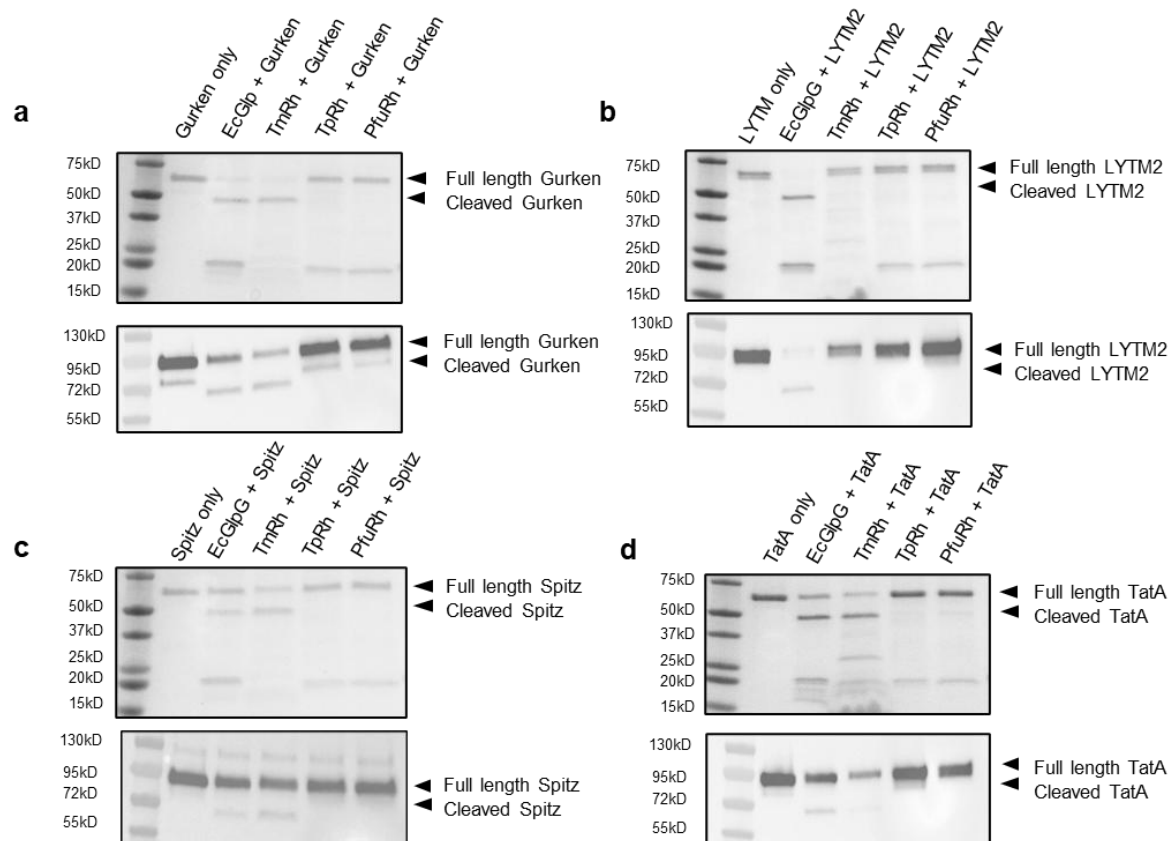 a
Gurken only
EcGlp + Gurken
TmRh + Gurken
TpRh + Gurken
PfuRh + Gurken
75kD
50kD
37kD
25kD
20kD
15kD
Full length Gurken
Cleaved Gurken
130kD
95kD
72kD
55kD
Full length Gurken
Cleaved Gurken
b
LYTM only
EcGlpG + LYTM2
TmRh + LYTM2
TpRh + LYTM2
PfuRh + LYTM2
75kD
50kD
37kD
25kD
20kD
15kD
Full length LYTM2
Cleaved LYTM2
130kD
95kD
72kD
55kD
Full length LYTM2
Cleaved LYTM2
c
Spitz only
EcGlpG + Spitz
TmRh + Spitz
TpRh + Spitz
PfuRh + Spitz
75kD
50kD
37kD
25kD
20kD
15kD
Full length Spitz
Cleaved Spitz
130kD
95kD
72kD
55kD
Full length Spitz
Cleaved Spitz
d
TatA only
EcGlpG + TatA
TmRh + TatA
TpRh + TatA
PfuRh + TatA
75kD
50kD
37kD
25kD
20kD
15kD
Full length TatA
Cleaved TatA
130kD
95kD
72kD
55kD
Full length TatA
Cleaved TatA